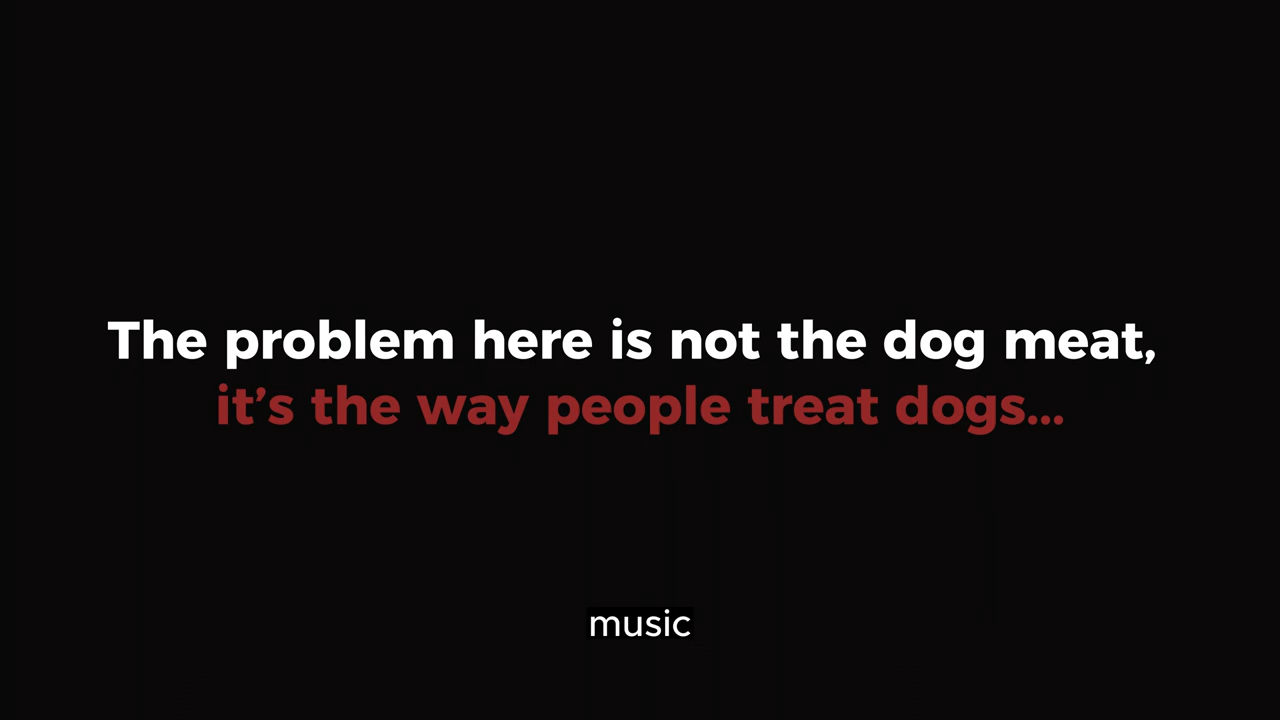 The problem here is not the dog meat,
it’s the way people treat dogs...
music